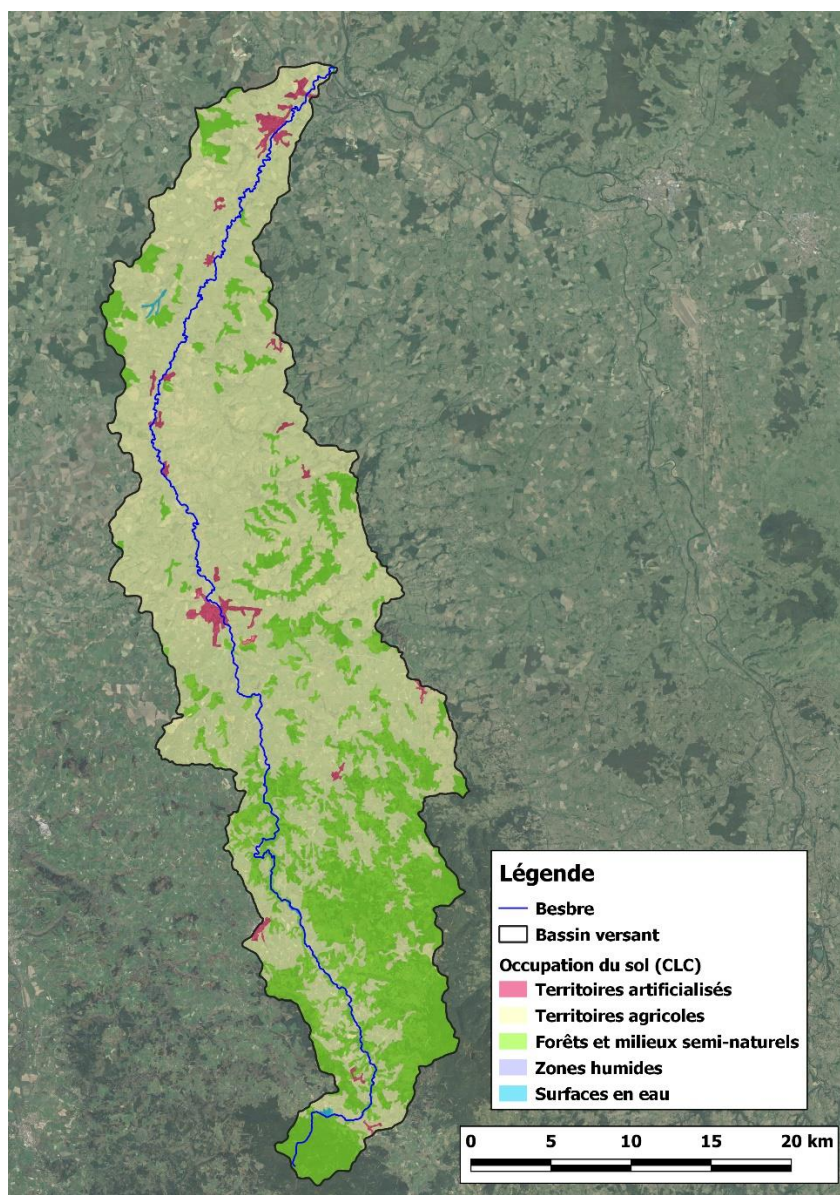 Légende
Besbre
Bassin versant
Occupation du sol (CLC)
Territoires artificialisés
Territoires agricoles
Forêts et milieux semi-naturels
Zones humides
Surfaces en eau
0 5 10 15 20 km